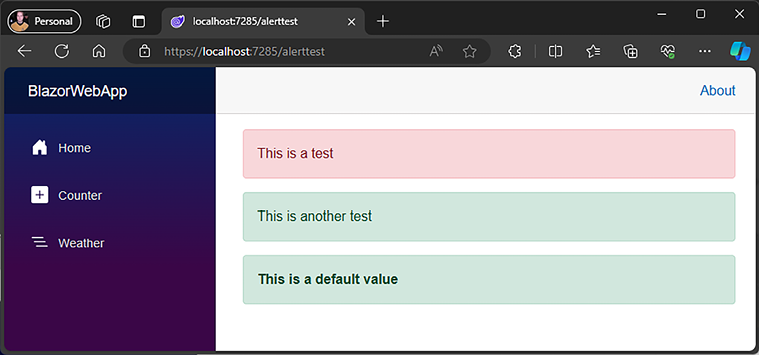 Personal
localhost:7285/alerttest
https://localhost:7285/alerttest
BlazorWebApp
About
Home
Counter
Weather
This is a test
This is another test
This is a default value